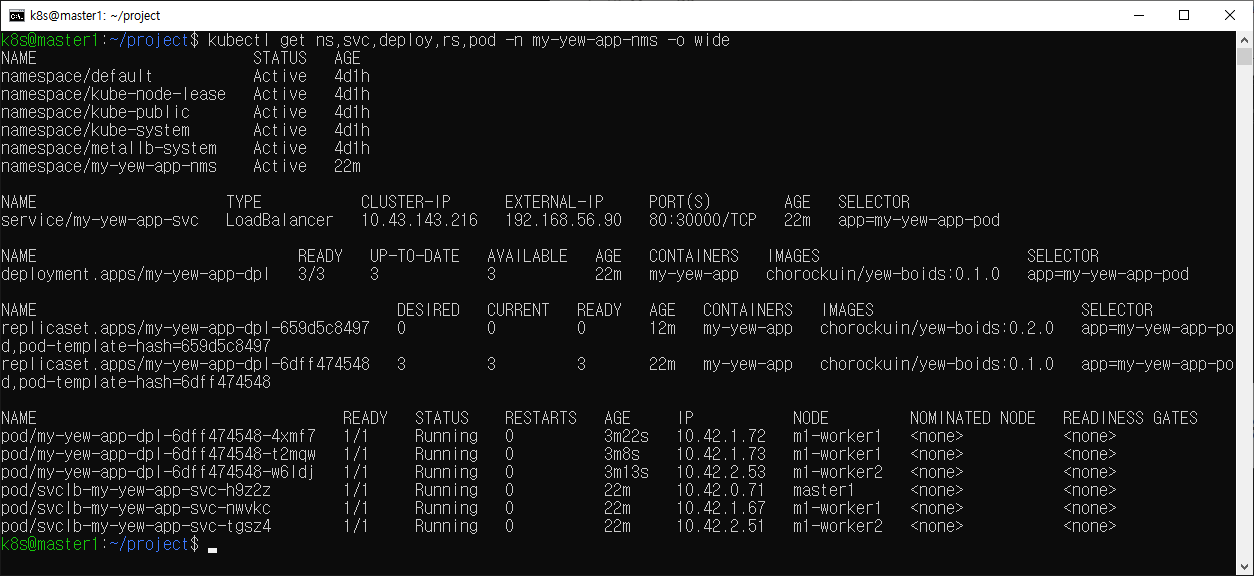 k8s@master1: ~/project
k8s@master1:~/project$ kubectl get ns,svc,deploy,rs,pod -n my-yew-app-nms -o wide
NAME                        STATUS   AGE
namespace/default           Active   4d1h
namespace/kube-node-lease   Active   4d1h
namespace/kube-public       Active   4d1h
namespace/kube-system       Active   4d1h
namespace/metallb-system    Active   4d1h
namespace/my-yew-app-nms    Active   22m
NAME                     TYPE           CLUSTER-IP      EXTERNAL-IP     PORT(S)        AGE   SELECTOR
service/my-yew-app-svc   LoadBalancer   10.43.143.216   192.168.56.90   80:30000/TCP   22m   app=my-yew-app-pod
NAME                             READY   UP-TO-DATE   AVAILABLE   AGE   CONTAINERS   IMAGES                       SELECTOR
deployment.apps/my-yew-app-dpl   3/3     3            3           22m   my-yew-app   chorockuin/yew-boids:0.1.0   app=my-yew-app-pod
NAME                                        DESIRED   CURRENT   READY   AGE   CONTAINERS   IMAGES                       SELECTOR
replicaset.apps/my-yew-app-dpl-659d5c8497   0         0         0       12m   my-yew-app   chorockuin/yew-boids:0.2.0   app=my-yew-app-po
d,pod-template-hash=659d5c8497
replicaset.apps/my-yew-app-dpl-6dff474548   3         3         3       22m   my-yew-app   chorockuin/yew-boids:0.1.0   app=my-yew-app-po
d,pod-template-hash=6dff474548
NAME                                  READY   STATUS    RESTARTS   AGE     IP           NODE         NOMINATED NODE   READINESS GATES
pod/my-yew-app-dpl-6dff474548-4xmf7   1/1     Running   0          3m22s   10.42.1.72   m1-worker1   <none>           <none>
pod/my-yew-app-dpl-6dff474548-t2mqw   1/1     Running   0          3m8s    10.42.1.73   m1-worker1   <none>           <none>
pod/my-yew-app-dpl-6dff474548-w6ldj   1/1     Running   0          3m13s   10.42.2.53   m1-worker2   <none>           <none>
pod/svclb-my-yew-app-svc-h9z2z        1/1     Running   0          22m     10.42.0.71   master1      <none>           <none>
pod/svclb-my-yew-app-svc-nwvkc        1/1     Running   0          22m     10.42.1.67   m1-worker1   <none>           <none>
pod/svclb-my-yew-app-svc-tgsz4        1/1     Running   0          22m     10.42.2.51   m1-worker2   <none>           <none>
k8s@master1:~/project$